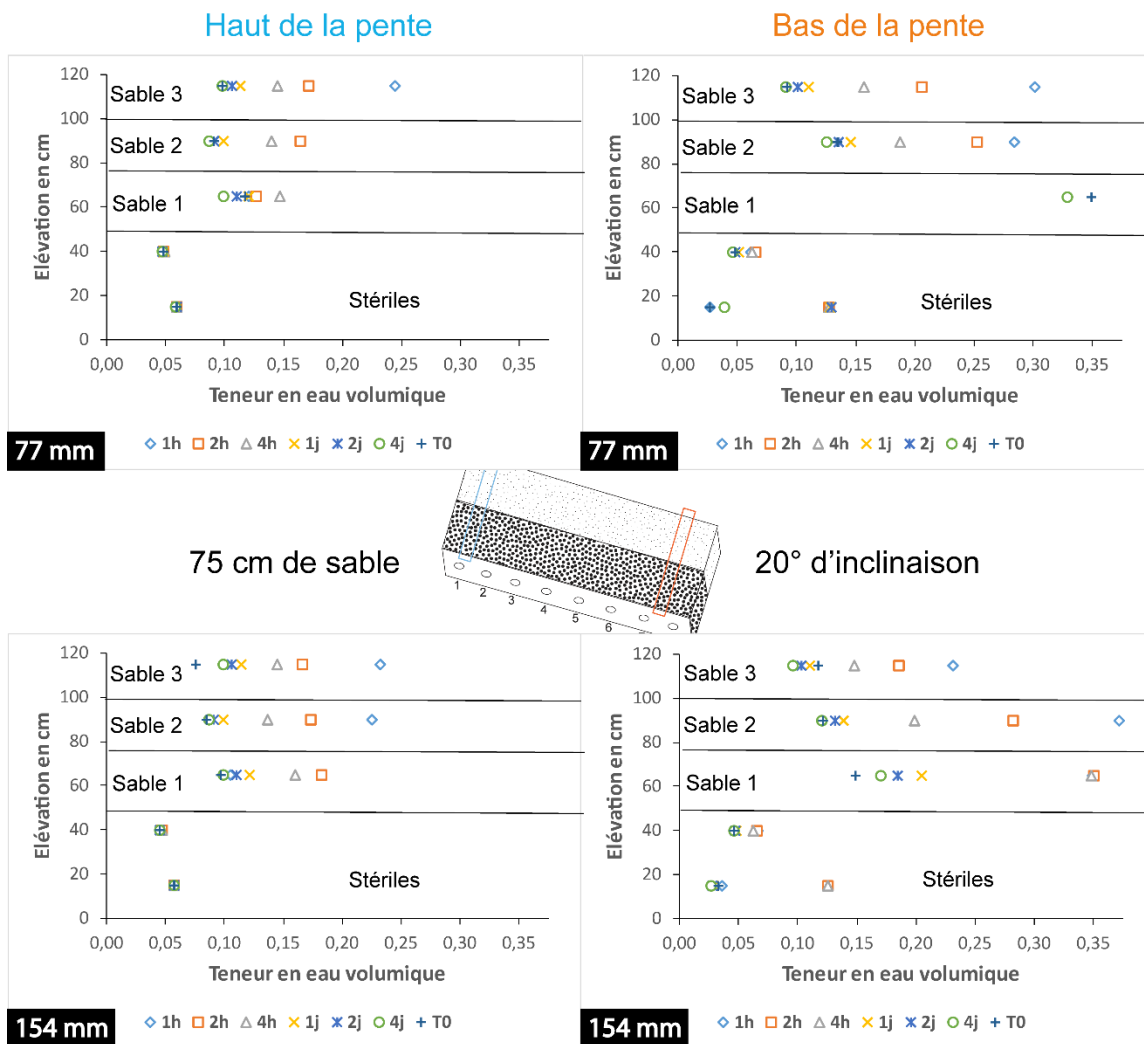 Haut de la pente
Bas de la pente
Elévation en cm
120
100
80
60
40
20
0
Sable 3
Sable 2
Sable 1
Stériles
0,00 0,05 0,10 0,15 0,20 0,25 0,30 0,35
Teneur en eau volumique
77 mm
1h 2h 4h 1j 2j 4j T0
Elévation en cm
120
100
80
60
40
20
0
Sable 3
Sable 2
Sable 1
Stériles
0,00 0,05 0,10 0,15 0,20 0,25 0,30 0,35
Teneur en eau volumique
77 mm
1h 2h 4h 1j 2j 4j T0
75 cm de sable
1 2 3 4 5 6
20° d'inclinaison
Elévation en cm
120
100
80
60
40
20
0
Sable 3
Sable 2
Sable 1
Stériles
0,00 0,05 0,10 0,15 0,20 0,25 0,30 0,35
Teneur en eau volumique
154 mm
1h 2h 4h 1j 2j 4j T0
Elévation en cm
120
100
80
60
40
20
0
Sable 3
Sable 2
Sable 1
Stériles
0,00 0,05 0,10 0,15 0,20 0,25 0,30 0,35
Teneur en eau volumique
154 mm
1h 2h 4h 1j 2j 4j T0